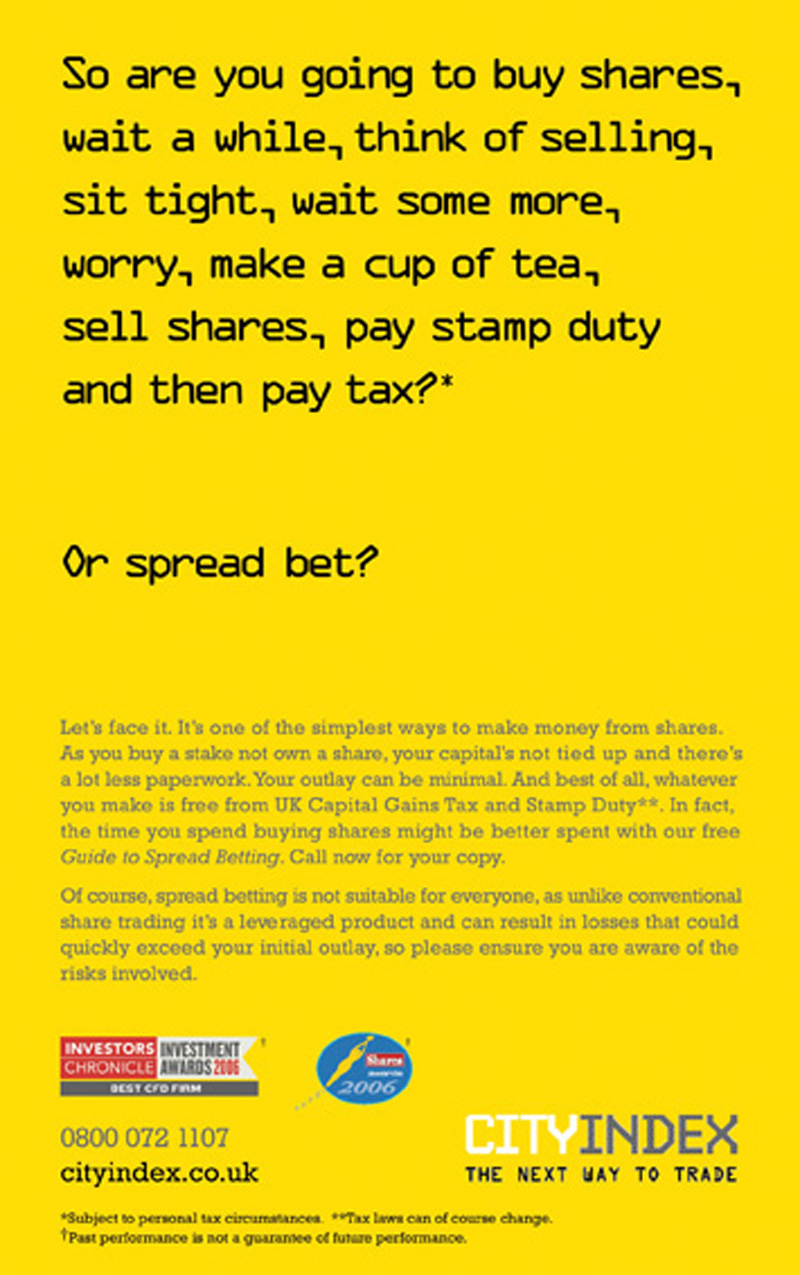 So are you going to buy shares,
wait a while, think of selling,
sit tight, wait some more,
worry, make a cup of tea,
sell shares, pay stamp duty
and then pay tax?*
Or spread bet?
Let's face it. It's one of the simplest ways to make money from shares.
As you buy a stake not own a share, your capital's not tied up and there's
a lot less paperwork. Your outlay can be minimal. And best of all, whatever
you make is free from UK Capital Gains Tax and Stamp Duty**. In fact,
the time you spend buying shares might be better spent with our free
Guide to Spread Betting. Call now for your copy.
Of course, spread betting is not suitable for everyone, as unlike conventional
share trading it's a leveraged product and can result in losses that could
quickly exceed your initial outlay, so please ensure you are aware of the
risks involved.
INVESTORS CHRONICLE INVESTMENT AWARDS 2006 †
BEST CFD FIRM
Shares †
awards
2006
0800 072 1107
cityindex.co.uk
CITYINDEX
THE NEXT WAY TO TRADE
*Subject to personal tax circumstances. **Tax laws can of course change.
†Past performance is not a guarantee of future performance.